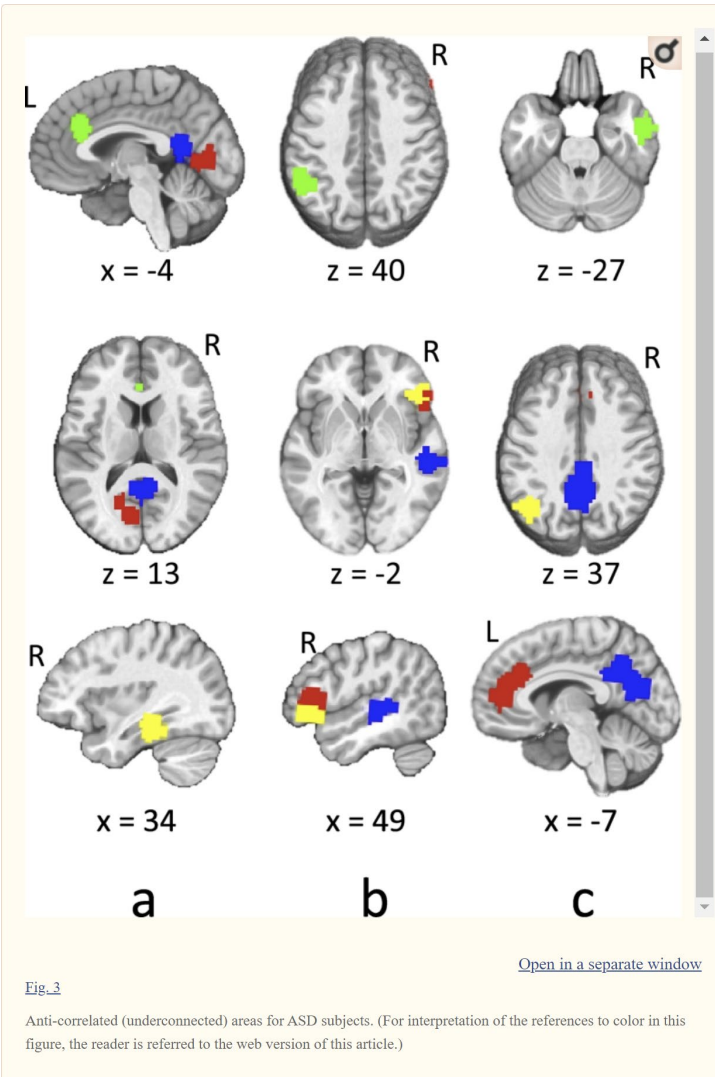 L
R
R
x = -4
z = 40
z = -27
R
R
R
z = 13
z = -2
z = 37
R
R
L
x = 34
x = 49
x = -7
a
b
c
Open in a separate window
Fig. 3
Anti-correlated (underconnected) areas for ASD subjects. (For interpretation of the references to color in this
figure, the reader is referred to the web version of this article.)